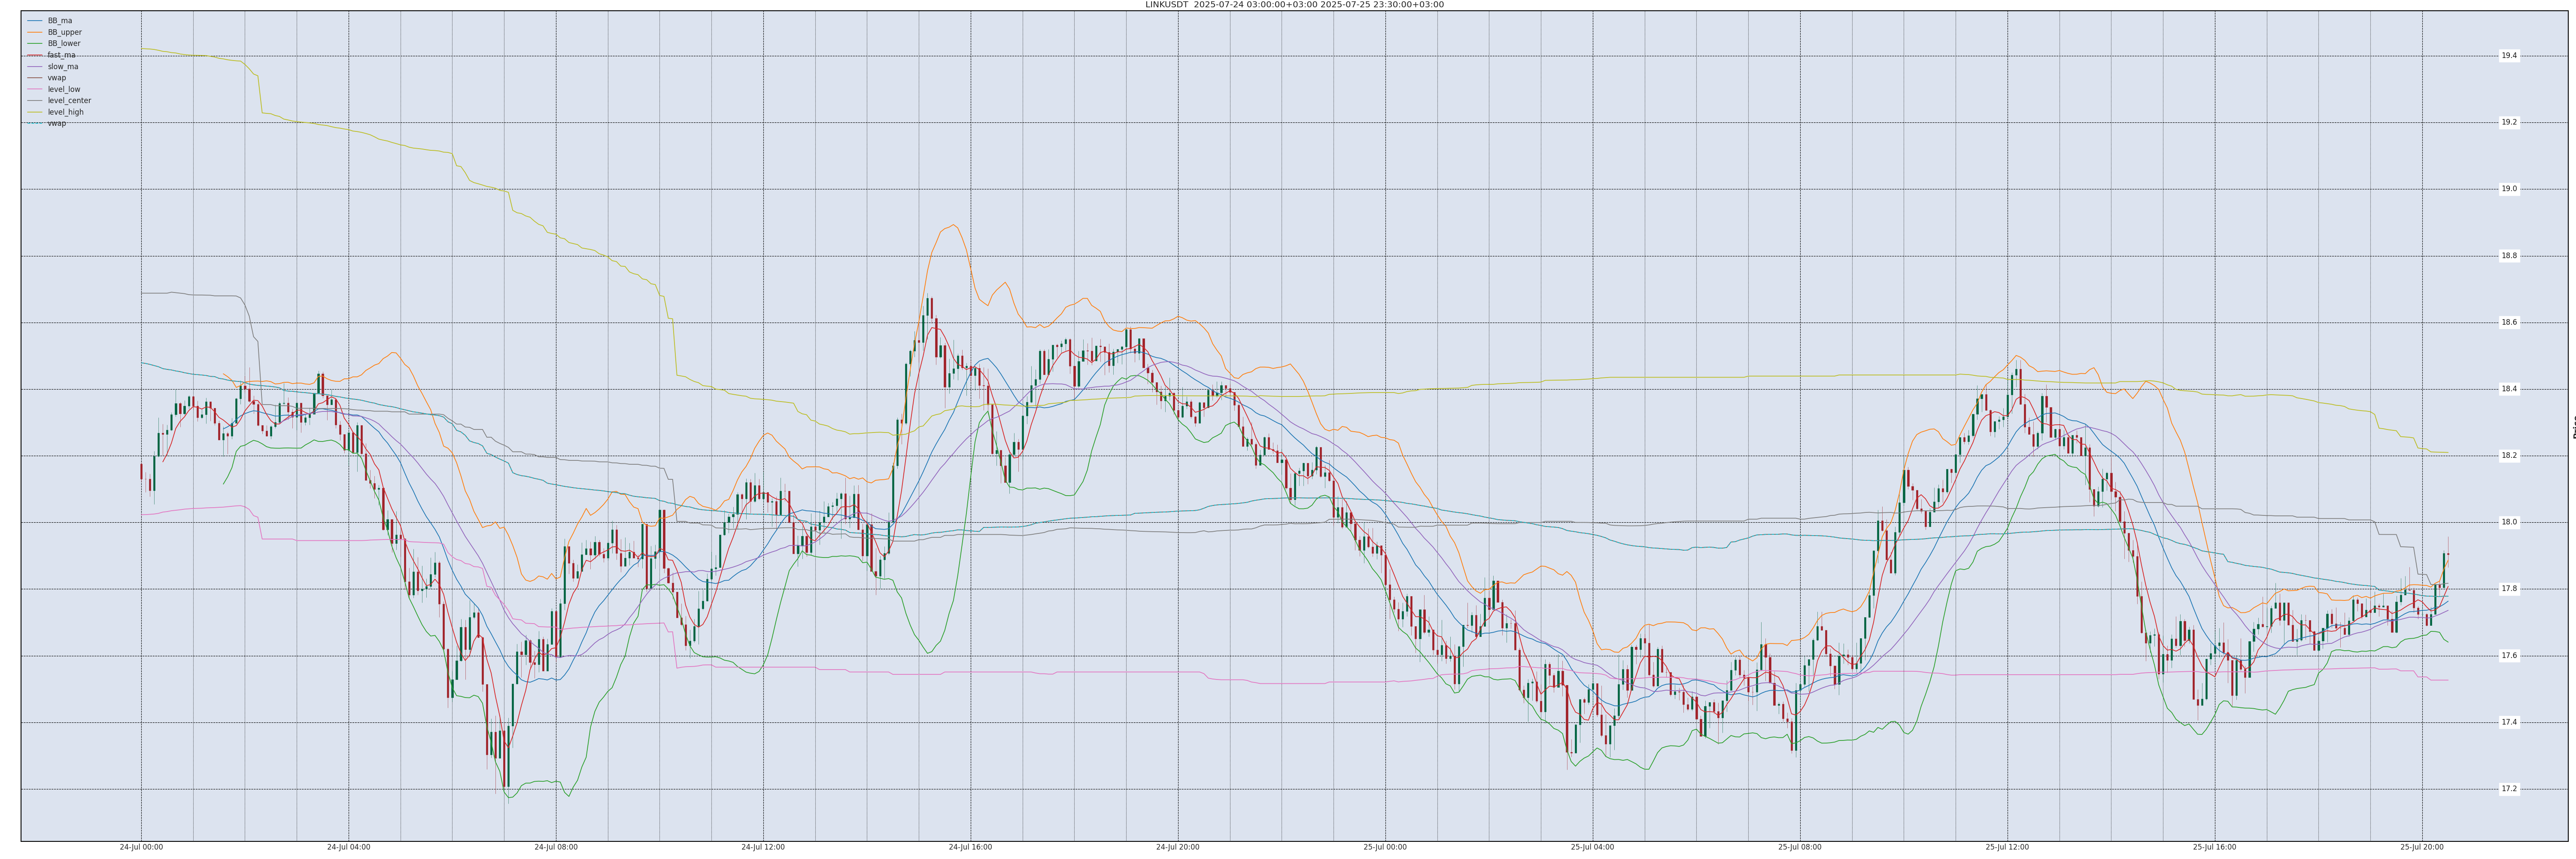 LINKUSDT 2025-07-24 03:00:00+03:00 2025-07-25 23:30:00+03:00
BB_ma
BB_upper
BB_lower
fast_ma
slow_ma
vwap
level_low
level_center
level_high
vwap
19.4
19.2
19.0
18.8
18.6
18.4
18.2
18.0
17.8
17.6
17.4
17.2
24-Jul 00:00
24-Jul 04:00
24-Jul 08:00
24-Jul 12:00
24-Jul 16:00
24-Jul 20:00
25-Jul 00:00
25-Jul 04:00
25-Jul 08:00
25-Jul 12:00
25-Jul 16:00
25-Jul 20:00